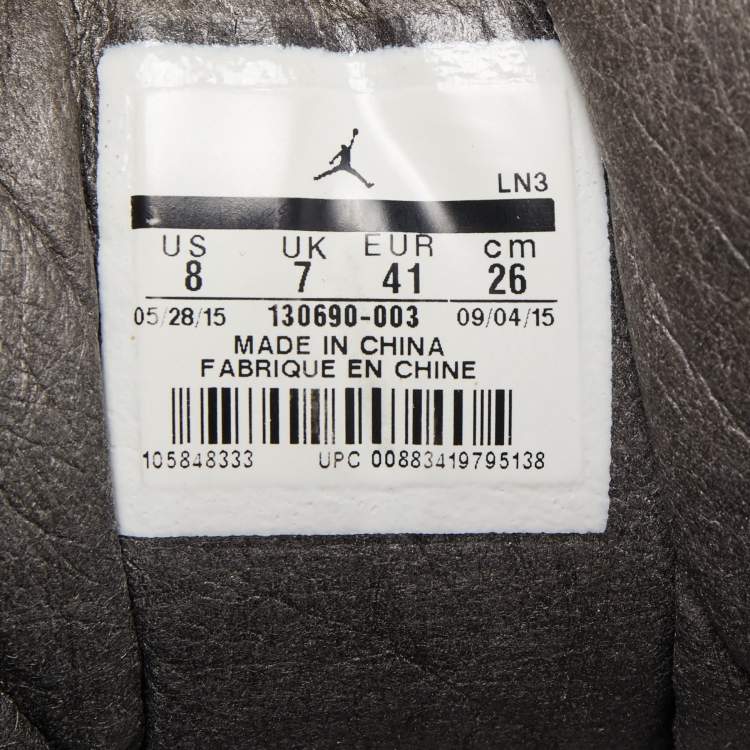 LN3
US UK EUR cm
8 7 41 26
05/28/15 130690-003 09/04/15
MADE IN CHINA
FABRIQUE EN CHINE
105848333 UPC 00883419795138